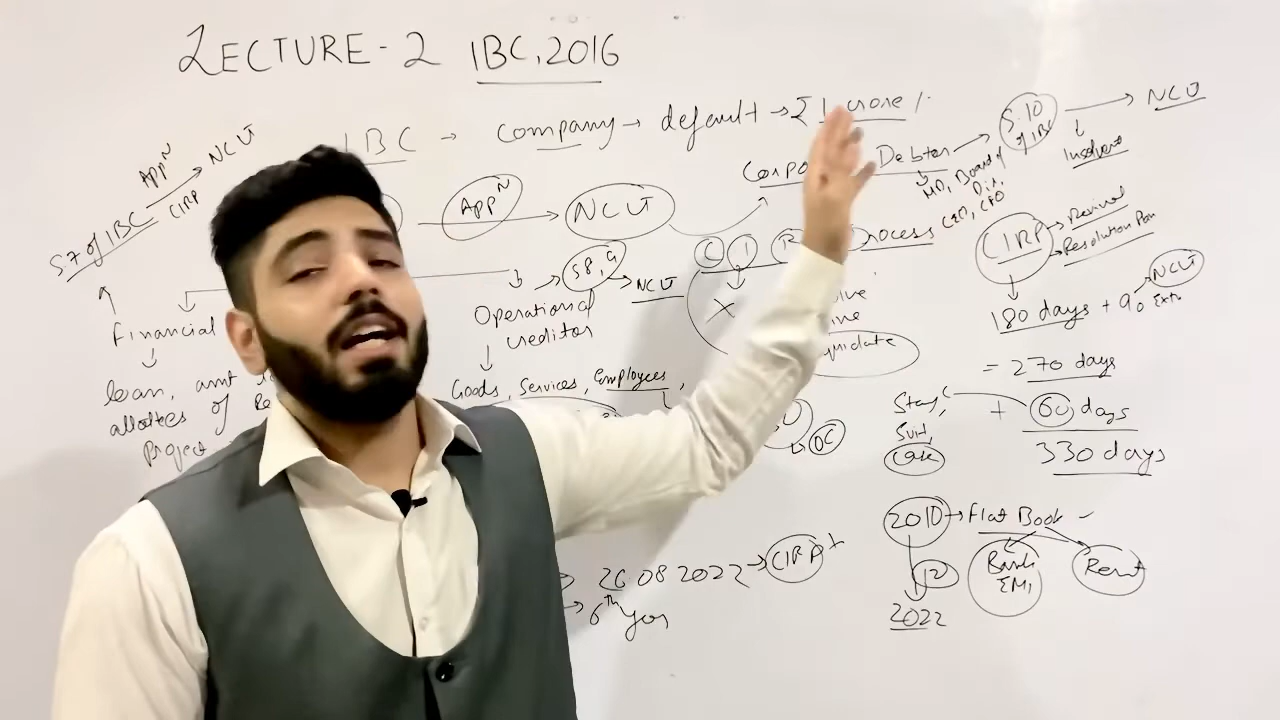 LECTURE - 2 IBC, 2016
IBC → Company → default → ₹ 1 crore /-
S7 of IBC
APPᴺ
CIRP
→ NCLT
APPᴺ → NCLT
Debtor → S.10 of IBC → NCLT
MD, Board of Dir,
CEO, CFO
Insolvent
C I R Process
X
Financial
Operational
Creditor
S8, 9 → NCLT
loan, amt
allottees of Re
Project
Goods, Services, Employees,
OC
CIRP → Revival
→ Resolution Plan
180 days + 90
NCLT
Extn
= 270 days
Stay,
Suit,
Case
+ 60 days
330 days
2010 → Flat Book -
12
2022
Bank
EMI
Rent
26 08 2022 → CIRP
6th year